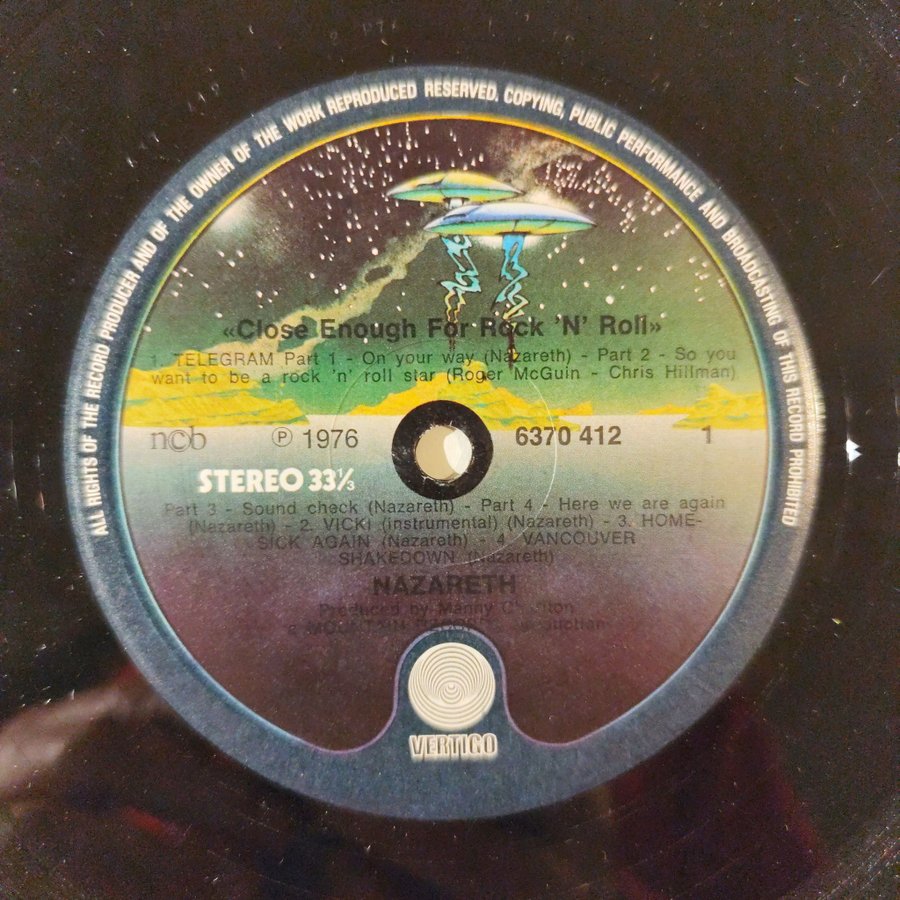 ALL RIGHTS OF THE RECORD PRODUCER AND OF THE OWNER OF THE WORK REPRODUCED RESERVED. COPYING, PUBLIC PERFORMANCE AND BROADCASTING OF THIS RECORD PROHIBITED
«Close Enough For Rock 'N' Roll»
1. TELEGRAM Part 1 - On your way (Nazareth) - Part 2 - So you
want to be a rock 'n' roll star (Roger McGuin - Chris Hillman)
n©b ℗ 1976 6370 412 1
STEREO 33⅓
Part 3 - Sound check (Nazareth) - Part 4 - Here we are again
(Nazareth) - 2. VICKI (instrumental) (Nazareth) - 3. HOME-
SICK AGAIN (Nazareth) - 4. VANCOUVER
SHAKEDOWN (Nazareth)
NAZARETH
Produced by Manny Charlton
MOUNTAIN
VERTIGO